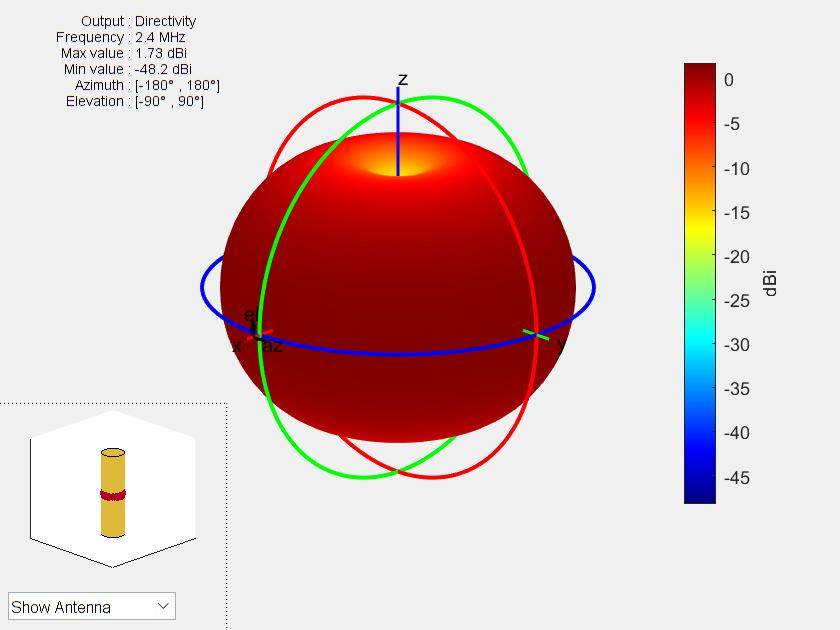 Output : Directivity
Frequency : 2.4 MHz
Max value : 1.73 dBi
Min value : -48.2 dBi
Azimuth : [-180° , 180°]
Elevation : [-90° , 90°]
z
el
x
az
y
0
-5
-10
-15
-20
-25
-30
-35
-40
-45
dBi
Show Antenna